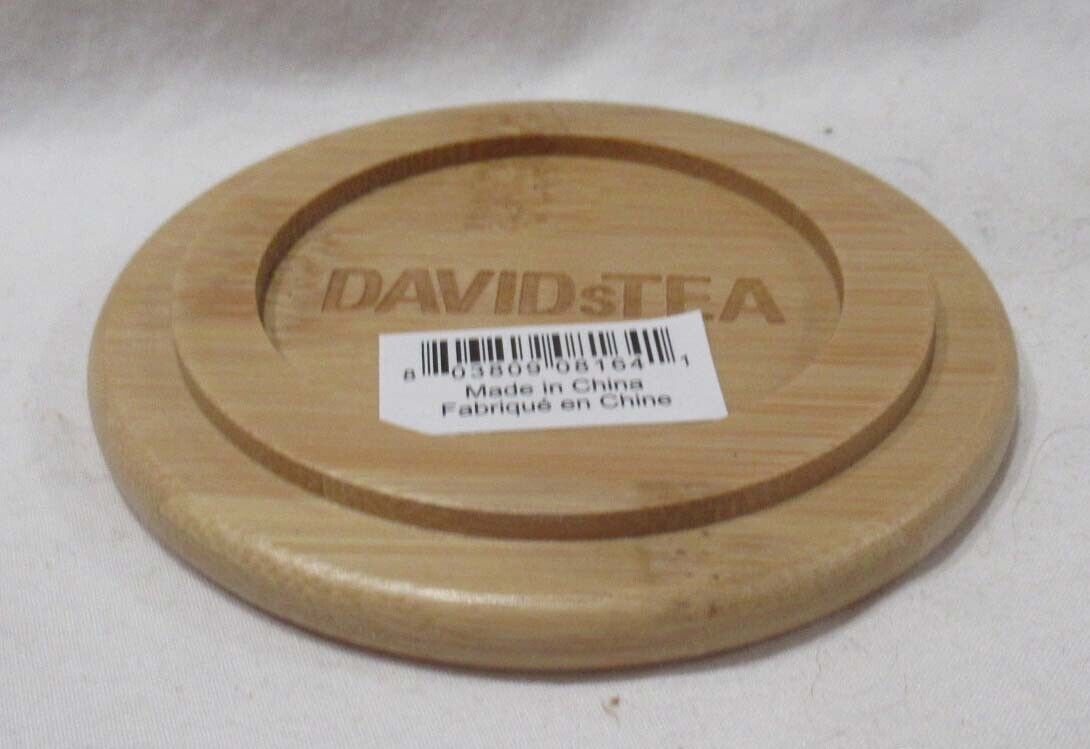 DAVIDsTEA
8 03809 08164 1
Made in China
Fabriqué en Chine